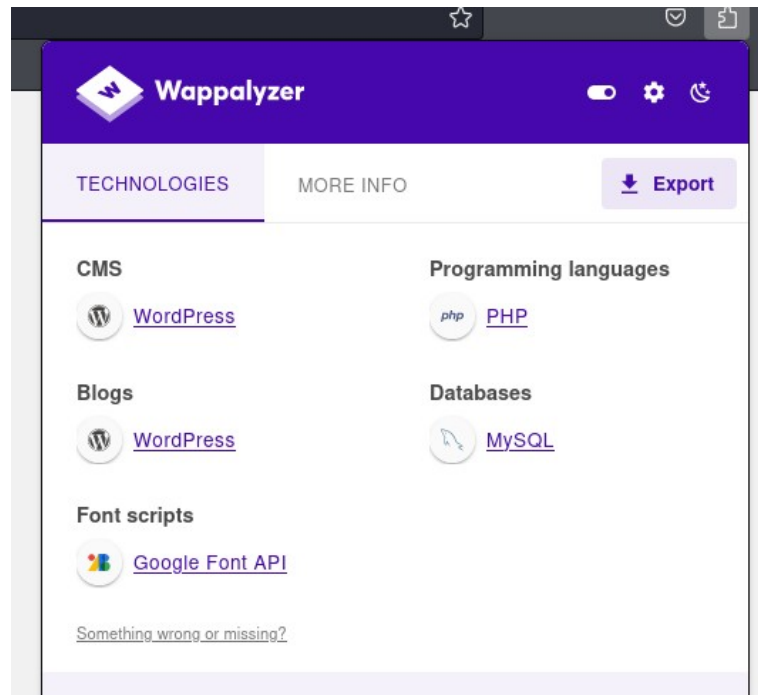 Wappalyzer
TECHNOLOGIES
MORE INFO
Export
CMS
WordPress
Programming languages
php PHP
Blogs
WordPress
Databases
MySQL
Font scripts
Google Font API
Something wrong or missing?